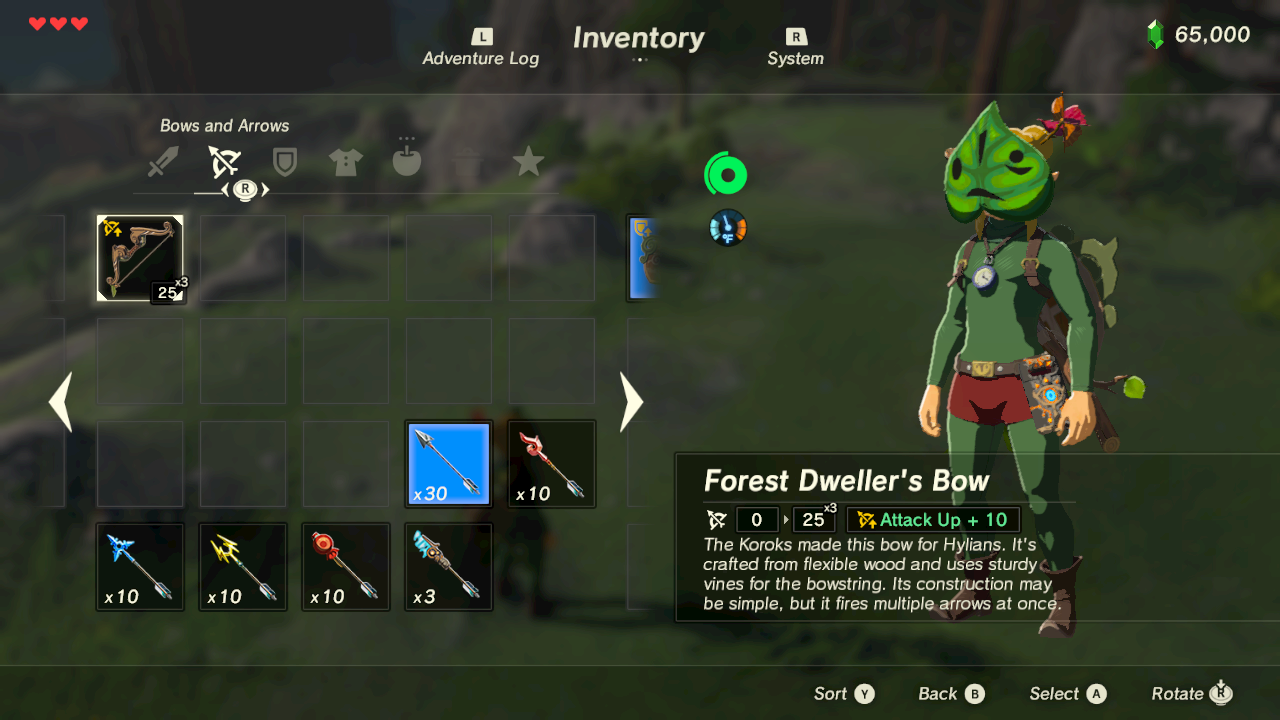 L
Inventory
R
65,000
Adventure Log
System
Bows and Arrows
R
25x3
°F
x30
x10
x10
x10
x10
x3
Forest Dweller's Bow
0
25x3
Attack Up + 10
The Koroks made this bow for Hylians. It's
crafted from flexible wood and uses sturdy
vines for the bowstring. Its construction may
be simple, but it fires multiple arrows at once.
Sort Y
Back B
Select A
Rotate R